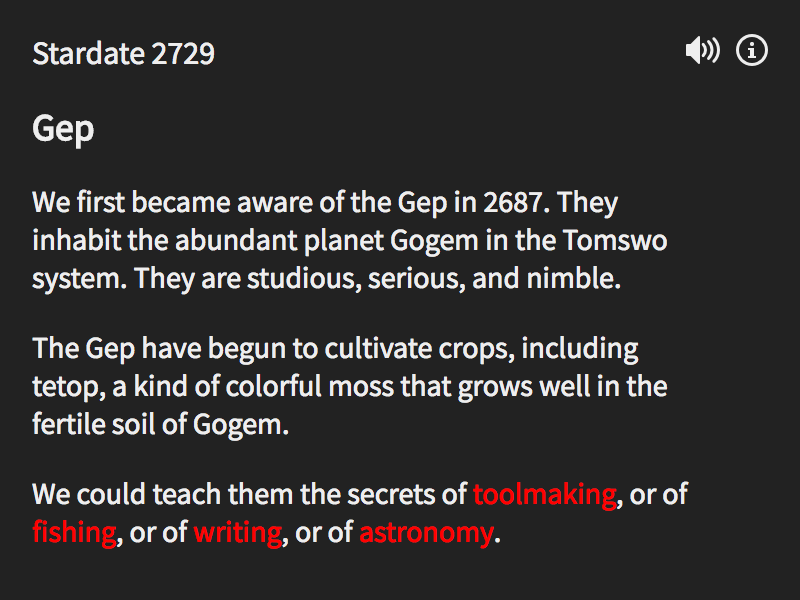 Stardate 2729
Gep
We first became aware of the Gep in 2687. They
inhabit the abundant planet Gogem in the Tomswo
system. They are studious, serious, and nimble.
The Gep have begun to cultivate crops, including
tetop, a kind of colorful moss that grows well in the
fertile soil of Gogem.
We could teach them the secrets of toolmaking, or of
fishing, or of writing, or of astronomy.